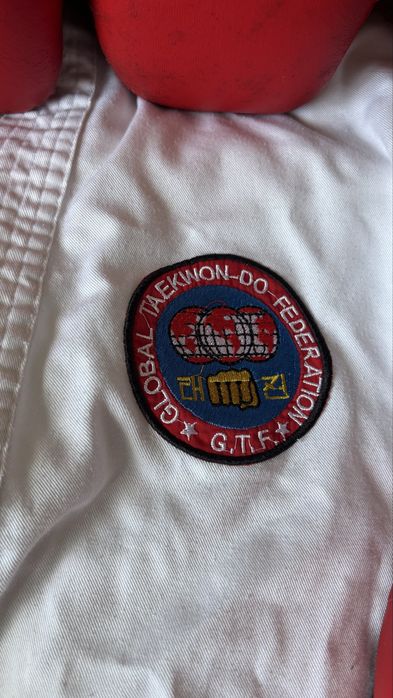 GLOBAL TAEKWON-DO FEDERATION
태 권
G.T.F.